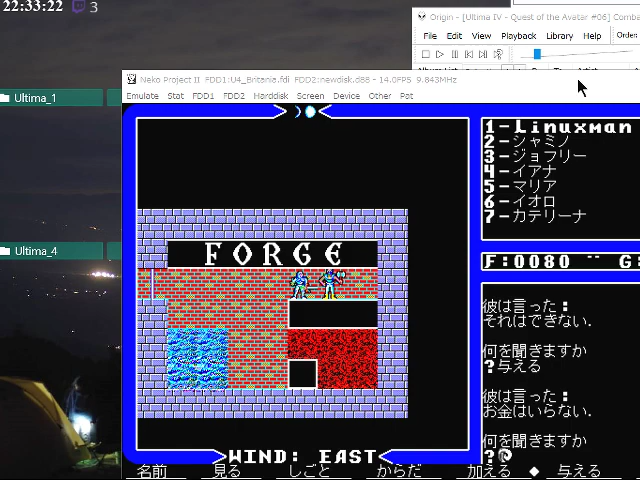 22:33:22 3
Origin - [Ultima IV - Quest of the Avatar #06] Comba
File Edit View Playback Library Help Order:
Neko Project II FDD1:U4_Britania.fdi FDD2:newdisk.d88 - 14.0FPS 9.843MHz
Emulate Stat FDD1 FDD2 Harddisk Screen Device Other Pat
Ultima_1
Ultima_4
1-Linuxman
2-シャミノ
3-ジョフリー
4-イアナ
5-マリア
6-イオロ
7-カテリーナ
FORGE
F:0080 G:
彼は言った:
それはできない.
何を聞きますか
?与える
彼は言った:
お金はいらない.
何を聞きますか
?
WIND: EAST
名前 見る しごと からだ 加える ◆ 与える